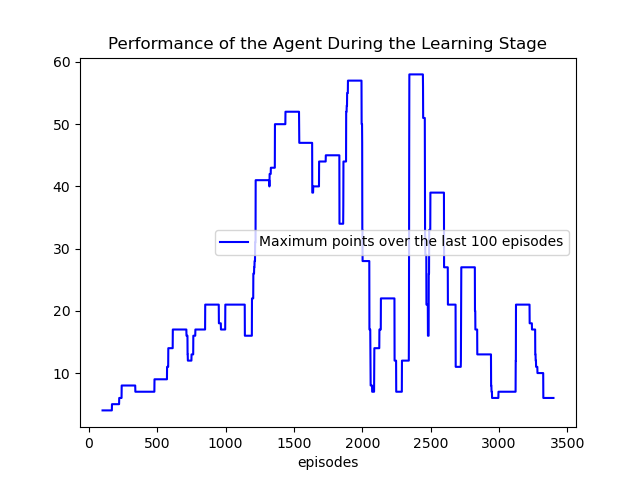 Performance of the Agent During the Learning Stage
60
50
40
30
20
10
Maximum points over the last 100 episodes
0 500 1000 1500 2000 2500 3000 3500
episodes